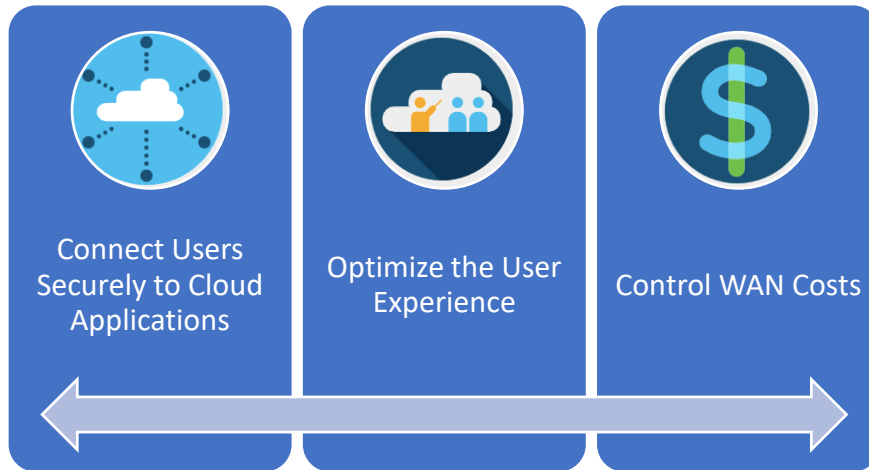 Connect Users
Securely to Cloud
Applications
Optimize the User
Experience
Control WAN Costs